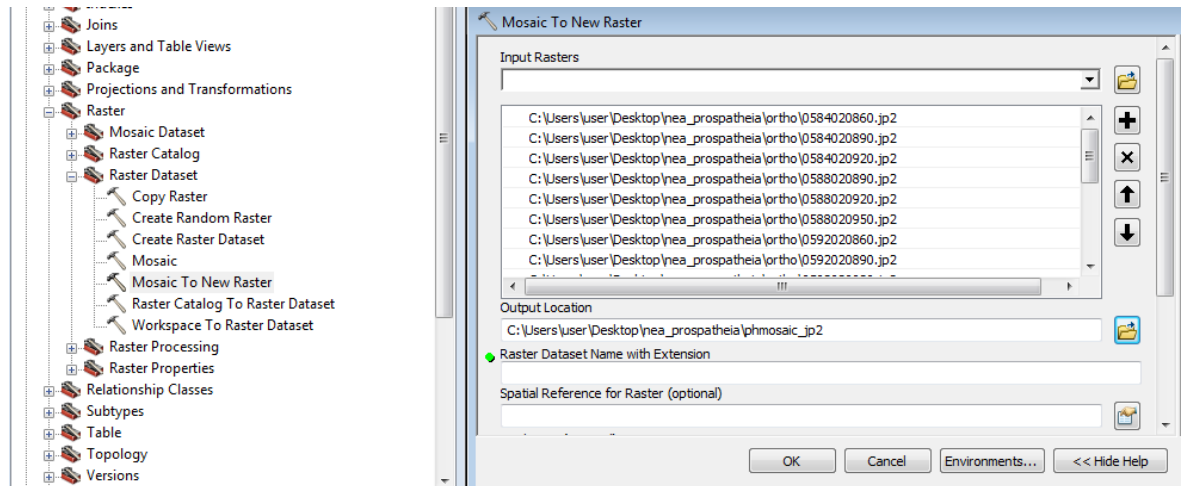 Joins
Layers and Table Views
Package
Projections and Transformations
Raster
Mosaic Dataset
Raster Catalog
Raster Dataset
Copy Raster
Create Random Raster
Create Raster Dataset
Mosaic
Mosaic To New Raster
Raster Catalog To Raster Dataset
Workspace To Raster Dataset
Raster Processing
Raster Properties
Relationship Classes
Subtypes
Table
Topology
Versions
Mosaic To New Raster
Input Rasters
C:\Users\user\Desktop\nea_prospatheia\ortho\0584020860.jp2
C:\Users\user\Desktop\nea_prospatheia\ortho\0584020890.jp2
C:\Users\user\Desktop\nea_prospatheia\ortho\0584020920.jp2
C:\Users\user\Desktop\nea_prospatheia\ortho\0588020890.jp2
C:\Users\user\Desktop\nea_prospatheia\ortho\0588020920.jp2
C:\Users\user\Desktop\nea_prospatheia\ortho\0588020950.jp2
C:\Users\user\Desktop\nea_prospatheia\ortho\0592020860.jp2
C:\Users\user\Desktop\nea_prospatheia\ortho\0592020890.jp2
Output Location
C:\Users\user\Desktop\nea_prospatheia\phmosaic_jp2
Raster Dataset Name with Extension
Spatial Reference for Raster (optional)
OK
Cancel
Environments...
<< Hide Help